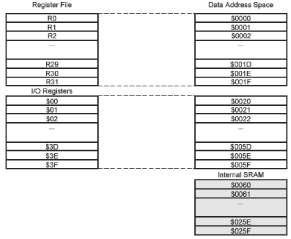 Register File Data Address Space
R0 $0000
R1 $0001
R2 $0002
... ...
R29 $001D
R30 $001E
R31 $001F
I/O Registers
$00 $0020
$01 $0021
$02 $0022
... ...
$3D $005D
$3E $005E
$3F $005F
Internal SRAM
$0060
$0061
...
$025E
$025F